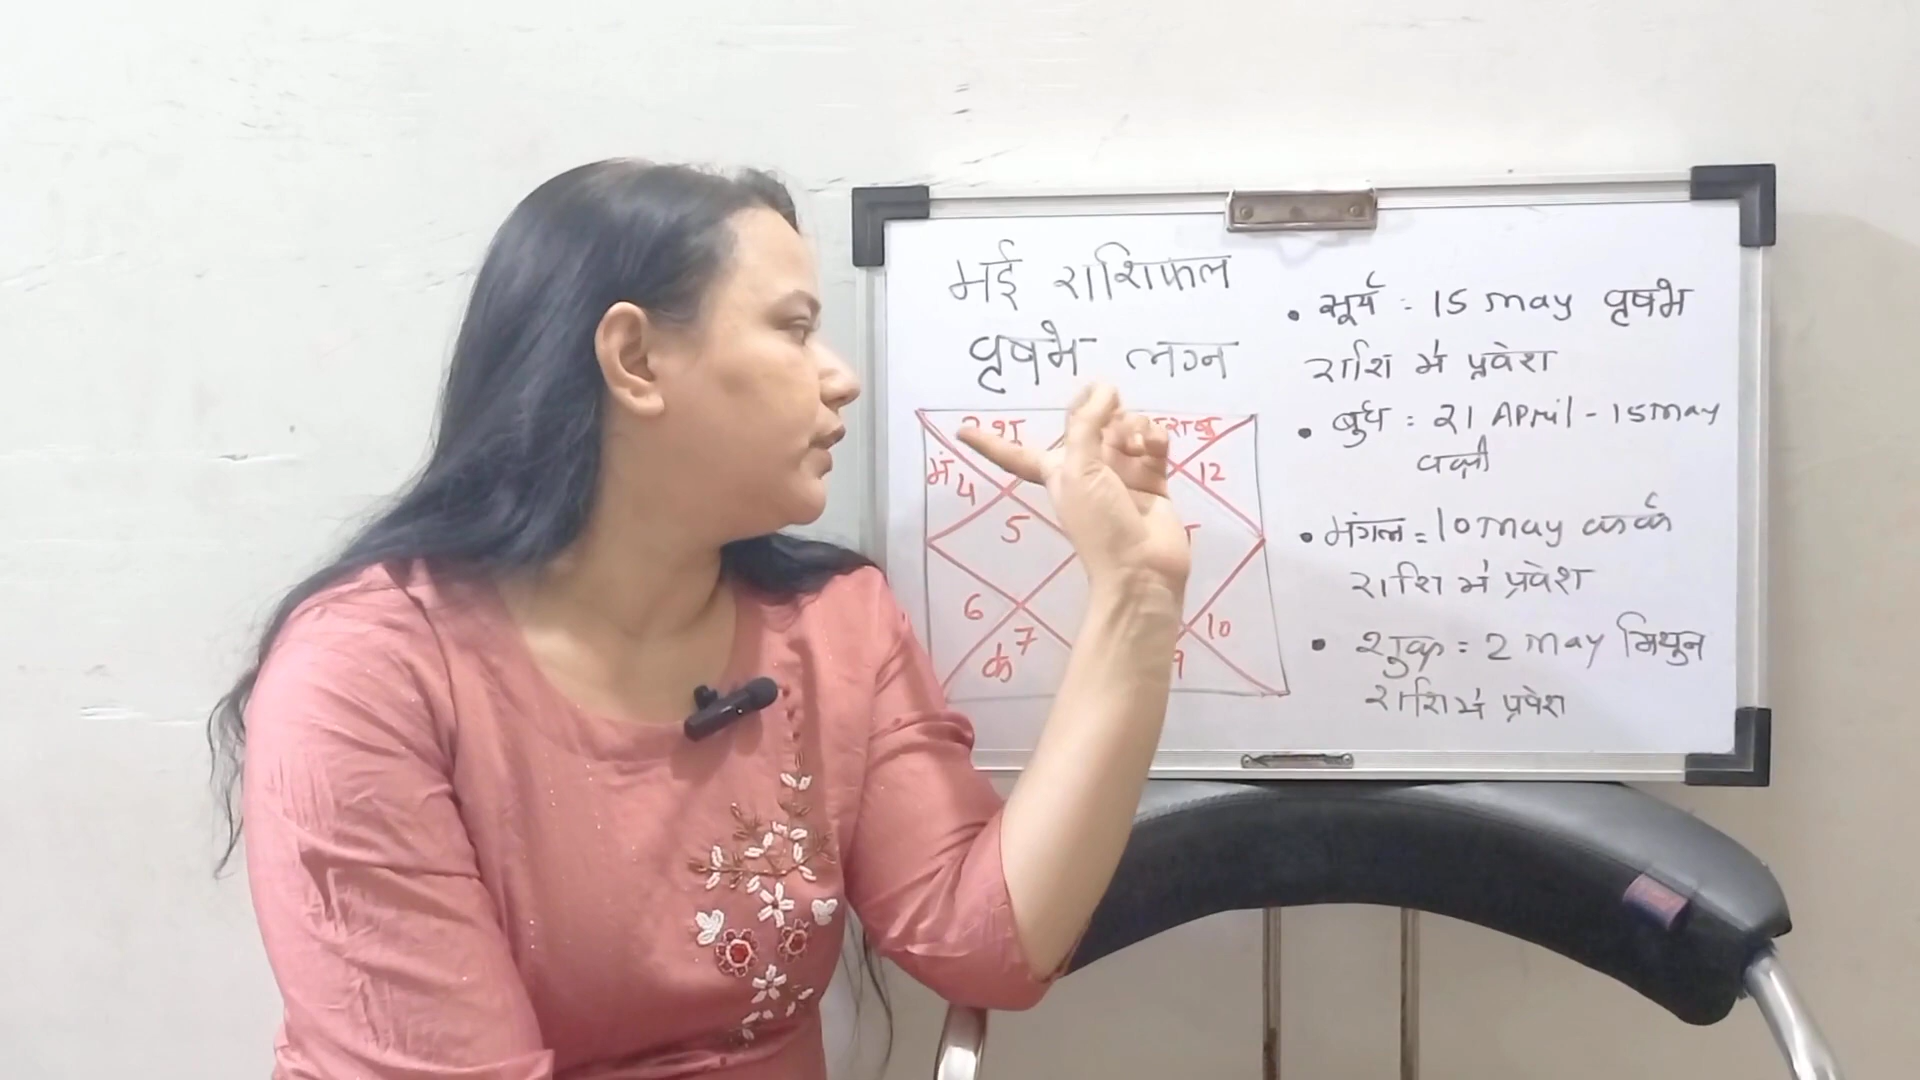 मई राशिफल
वृषभ लग्न
शु
मं 4
12
5
6
7
के
10
9
• सूर्य : 15 may वृषभ
राशि में प्रवेश
• बुध : 21 APril - 15 may
वक्री
• मंगल = 10 may कर्क
राशि में प्रवेश
• शुक्र = 2 may मिथुन
राशि में प्रवेश